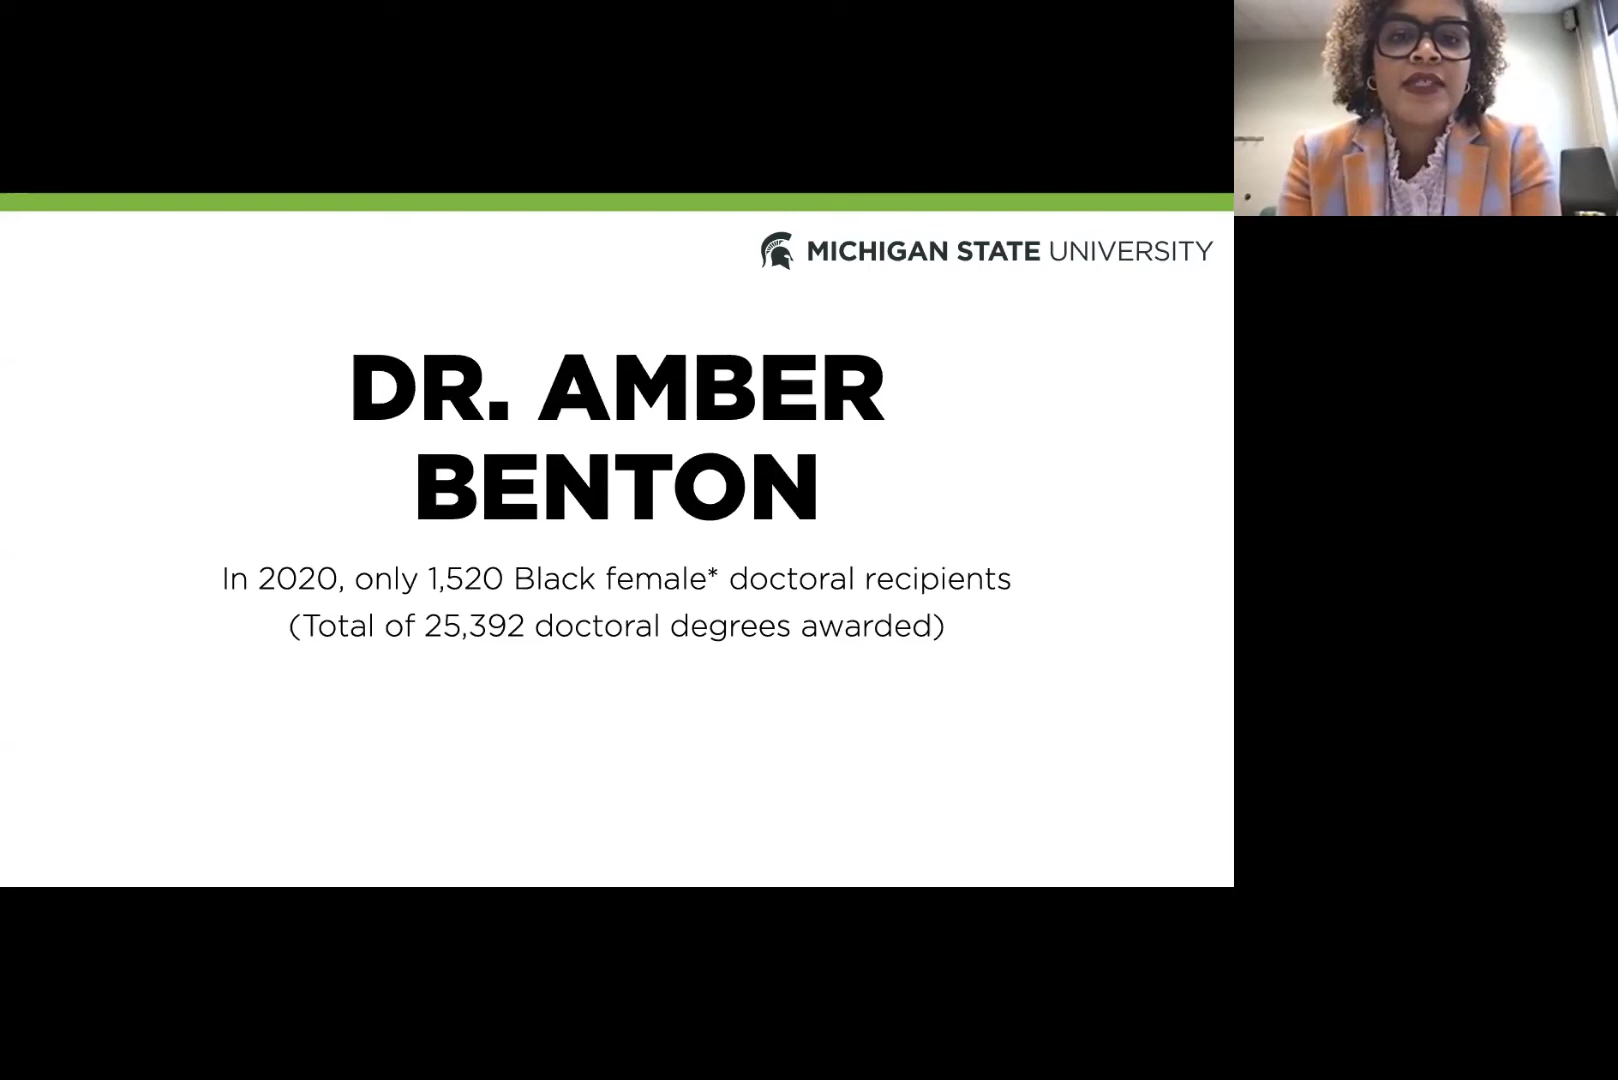 MICHIGAN STATE UNIVERSITY
DR. AMBER
BENTON
In 2020, only 1,520 Black female* doctoral recipients
(Total of 25,392 doctoral degrees awarded)